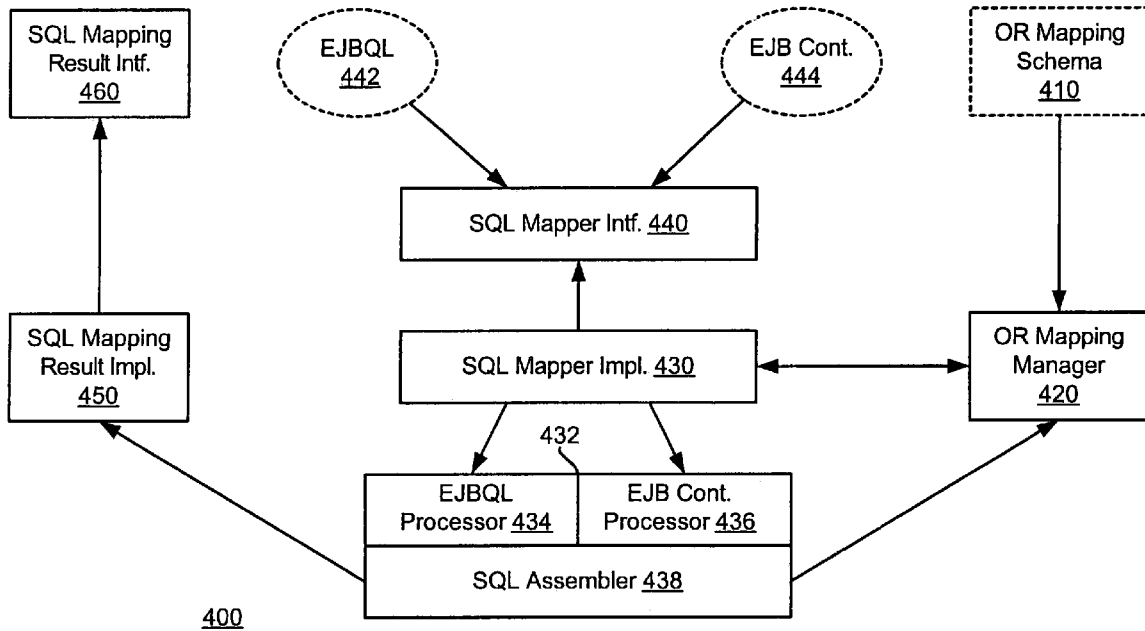 SQL Mapping
Result Intf.
460
EJBQL
442
EJB Cont.
444
OR Mapping
Schema
410
SQL Mapper Intf. 440
SQL Mapping
Result Impl.
450
SQL Mapper Impl. 430
OR Mapping
Manager
420
432
EJBQL
Processor 434
EJB Cont.
Processor 436
SQL Assembler 438
400